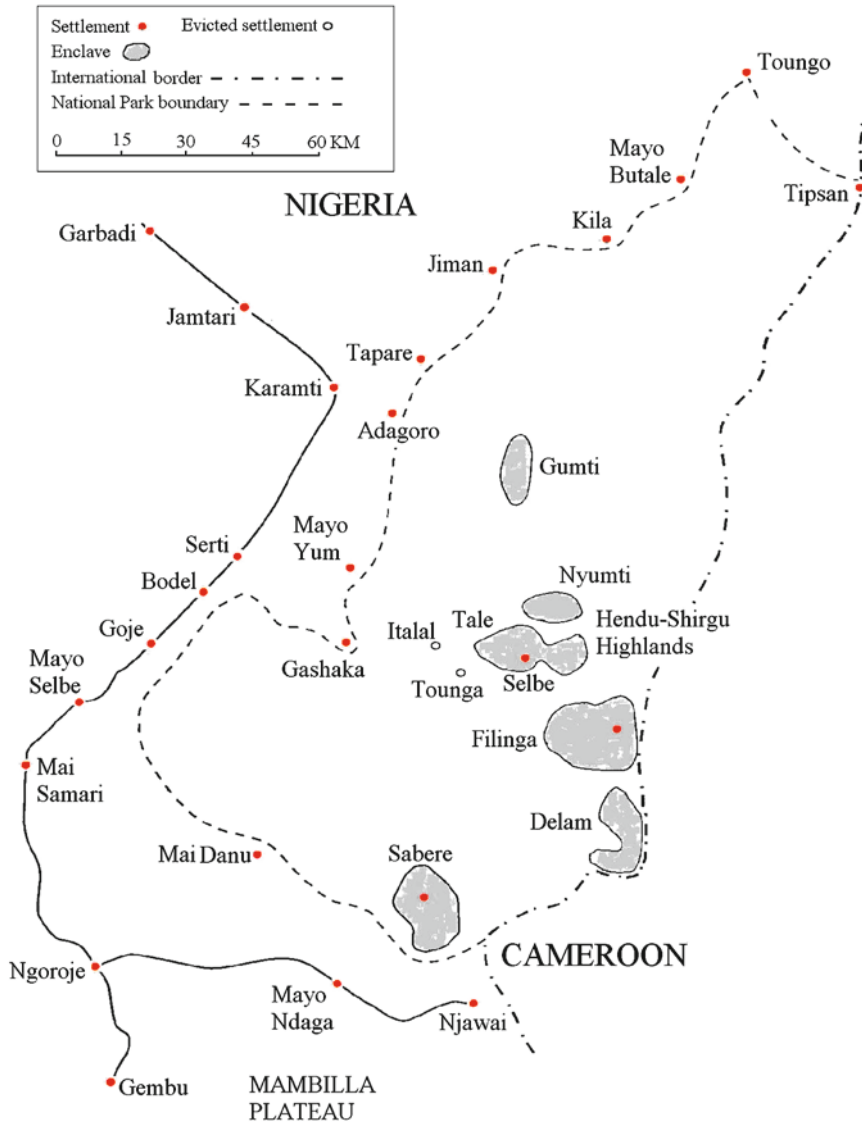 Settlement Evicted settlement
Enclave
International border
National Park boundary
0 15 30 45 60 KM
Toungo
Mayo
Butale
Tipsan
NIGERIA
Kila
Garbadi
Jiman
Jamtari
Tapare
Karamti
Adagoro
Gumti
Mayo
Yum
Serti
Bodel
Nyumti
Goje
Italal
Tale
Hendu-Shirgu
Highlands
Gashaka
Mayo
Selbe
Tounga
Selbe
Filinga
Mai
Samari
Delam
Mai Danu
Sabere
CAMEROON
Ngoroje
Mayo
Ndaga
Njawai
Gembu
MAMBILLA
PLATEAU